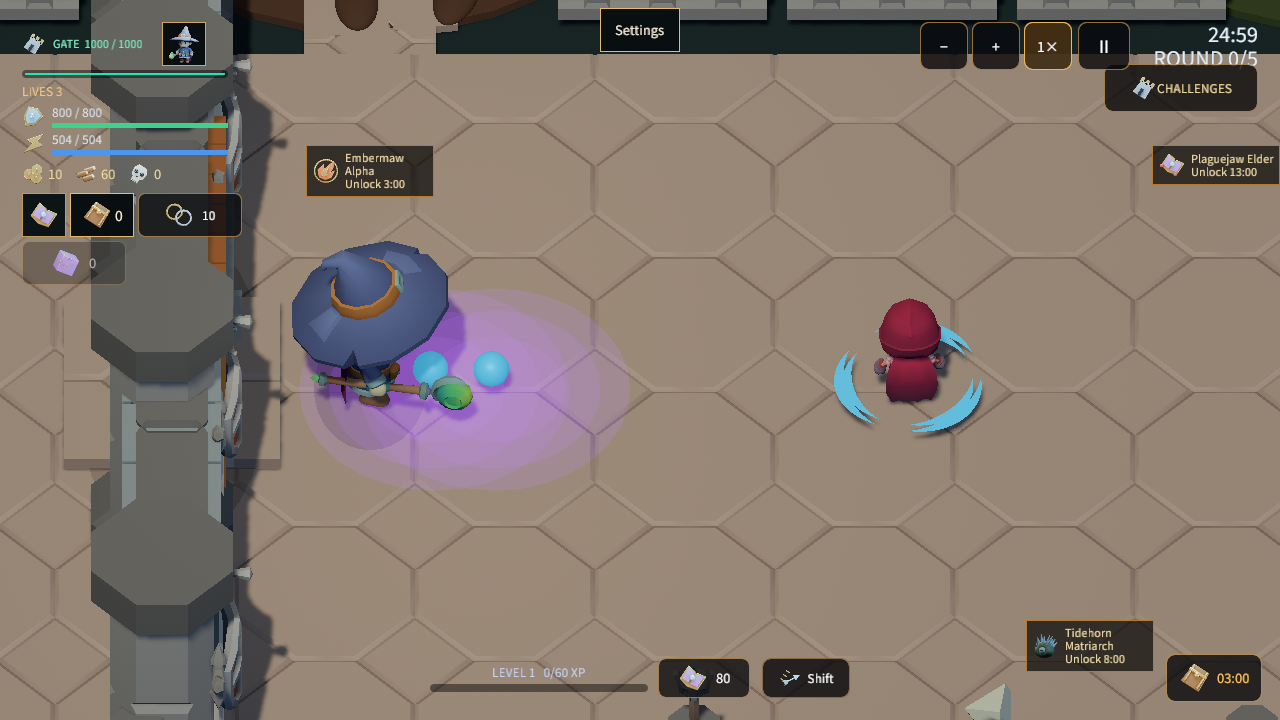 GATE 1000 / 1000
LIVES 3
800 / 800
504 / 504
10 60 0
0 10
0
Settings
− + 1×
24:59
ROUND 0/5
CHALLENGES
Embermaw
Alpha
Unlock 3:00
Plaguejaw Elder
Unlock 13:00
Tidehorn
Matriarch
Unlock 8:00
LEVEL 1 0/60 XP
80
Shift
03:00